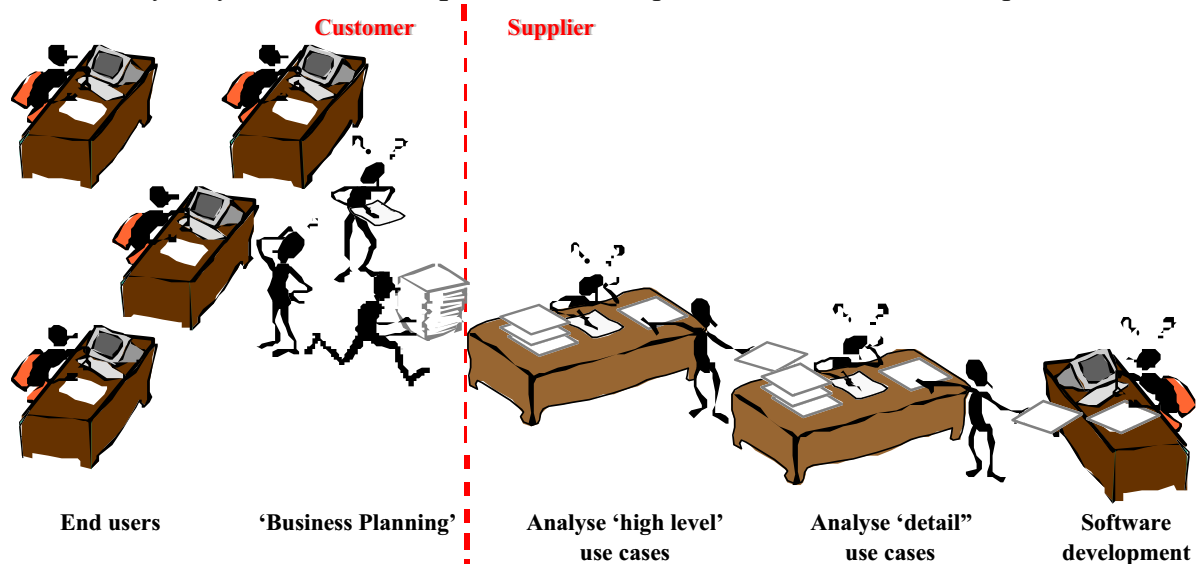 Customer
Supplier
End users
‘Business Planning’
Analyse ‘high level’
use cases
Analyse ‘detail”
use cases
Software
development